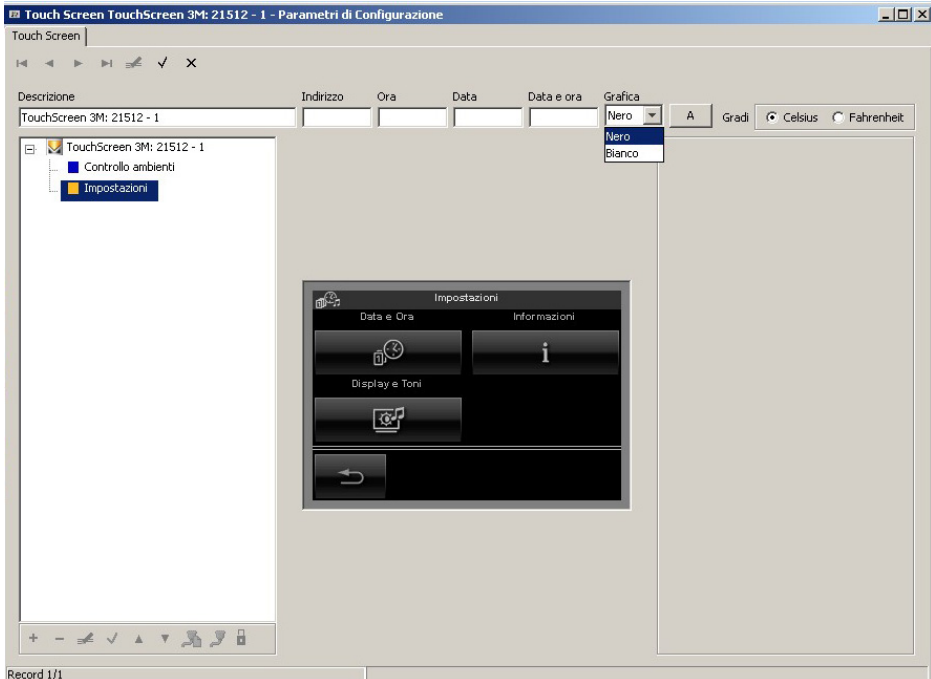 Touch Screen TouchScreen 3M: 21512 - 1 - Parametri di Configurazione
Touch Screen
Descrizione Indirizzo Ora Data Data e ora Grafica
TouchScreen 3M: 21512 - 1 Nero A Gradi Celsius Fahrenheit
Nero
Bianco
TouchScreen 3M: 21512 - 1
Controllo ambienti
Impostazioni
Impostazioni
Data e Ora Informazioni
1 i
Display e Toni
Record 1/1